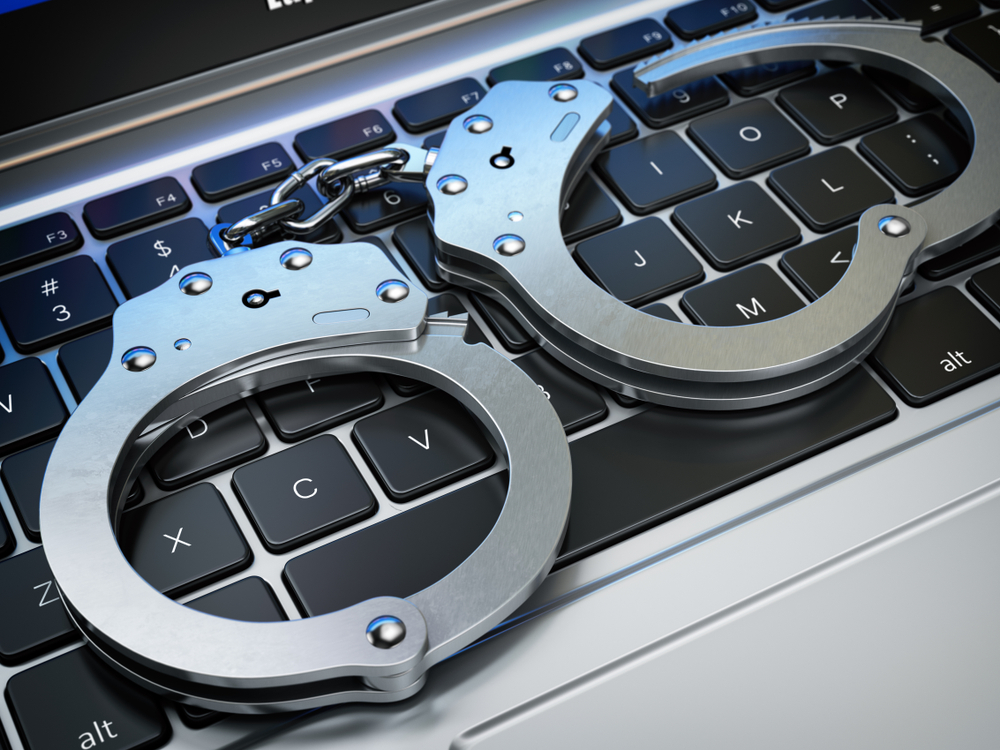 F3 F4 F5 F6 F7 F8 F9 F10
# $
3 4 6 9
I O P
D F J K L ; :
Z X C V M <
alt alt